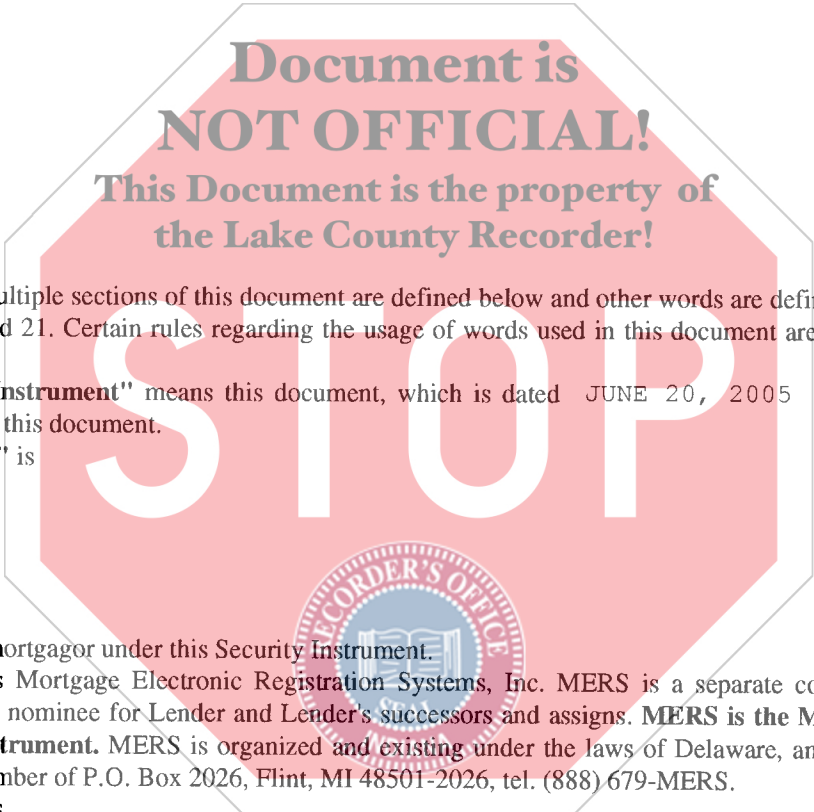 Document is
NOT OFFICIAL!
This Document is the property of
the Lake County Recorder!
ultiple sections of this document are defined below and other words are defin
d 21. Certain rules regarding the usage of words used in this document are
nstrument" means this document, which is dated JUNE 20, 2005
this document.
" is
STOP
RECORDER'S OFFICE
ortgagor under this Security Instrument.
s Mortgage Electronic Registration Systems, Inc. MERS is a separate co
nominee for Lender and Lender's successors and assigns. MERS is the M
trument. MERS is organized and existing under the laws of Delaware, an
SEAL
mber of P.O. Box 2026, Flint, MI 48501-2026, tel. (888) 679-MERS.